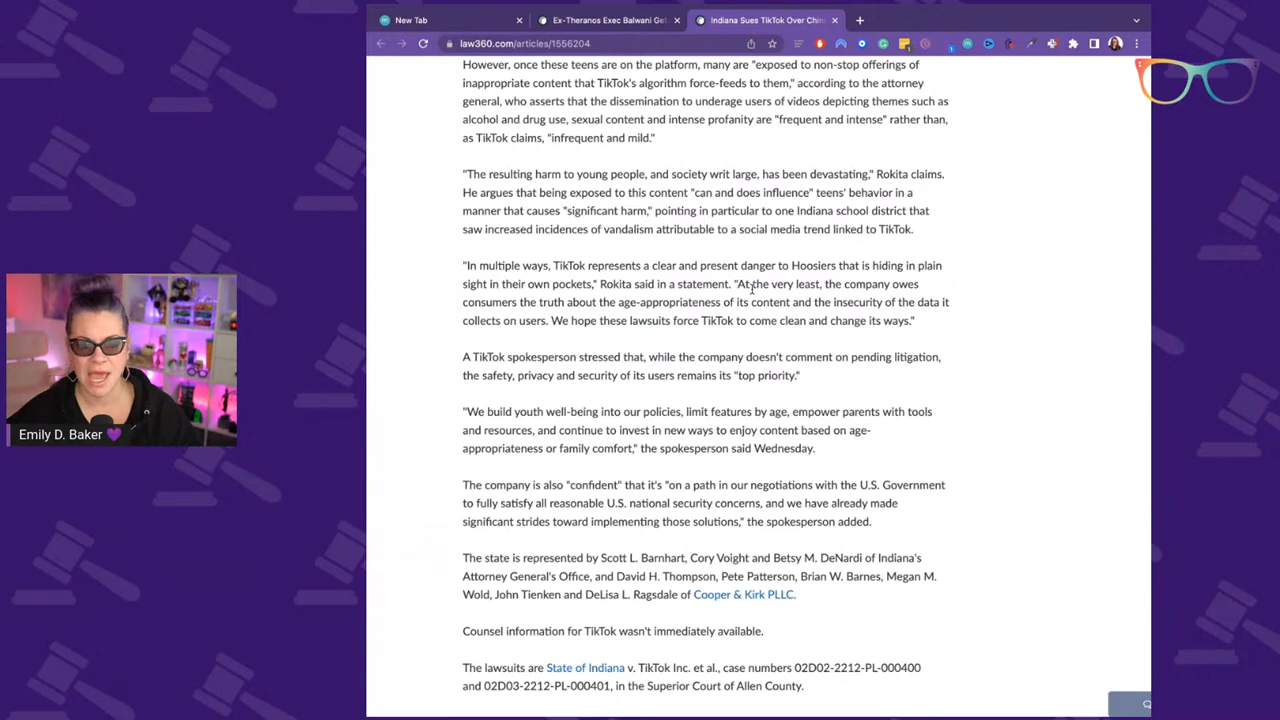 New Tab
Ex-Theranos Exec Balwani Get
Indiana Sues TikTok Over Chin
law360.com/articles/1556204
However, once these teens are on the platform, many are "exposed to non-stop offerings of
inappropriate content that TikTok's algorithm force-feeds to them," according to the attorney
general, who asserts that the dissemination to underage users of videos depicting themes such as
alcohol and drug use, sexual content and intense profanity are "frequent and intense" rather than,
as TikTok claims, "infrequent and mild."
"The resulting harm to young people, and society writ large, has been devastating," Rokita claims.
He argues that being exposed to this content "can and does influence" teens' behavior in a
manner that causes "significant harm," pointing in particular to one Indiana school district that
saw increased incidences of vandalism attributable to a social media trend linked to TikTok.
"In multiple ways, TikTok represents a clear and present danger to Hoosiers that is hiding in plain
sight in their own pockets," Rokita said in a statement. "At the very least, the company owes
consumers the truth about the age-appropriateness of its content and the insecurity of the data it
collects on users. We hope these lawsuits force TikTok to come clean and change its ways."
A TikTok spokesperson stressed that, while the company doesn't comment on pending litigation,
the safety, privacy and security of its users remains its "top priority."
"We build youth well-being into our policies, limit features by age, empower parents with tools
and resources, and continue to invest in new ways to enjoy content based on age-
appropriateness or family comfort," the spokesperson said Wednesday.
The company is also "confident" that it's "on a path in our negotiations with the U.S. Government
to fully satisfy all reasonable U.S. national security concerns, and we have already made
significant strides toward implementing those solutions," the spokesperson added.
The state is represented by Scott L. Barnhart, Cory Voight and Betsy M. DeNardi of Indiana's
Attorney General's Office, and David H. Thompson, Pete Patterson, Brian W. Barnes, Megan M.
Wold, John Tienken and DeLisa L. Ragsdale of Cooper & Kirk PLLC.
Counsel information for TikTok wasn't immediately available.
The lawsuits are State of Indiana v. TikTok Inc. et al., case numbers 02D02-2212-PL-000400
and 02D03-2212-PL-000401, in the Superior Court of Allen County.
Emily D. Baker 💜